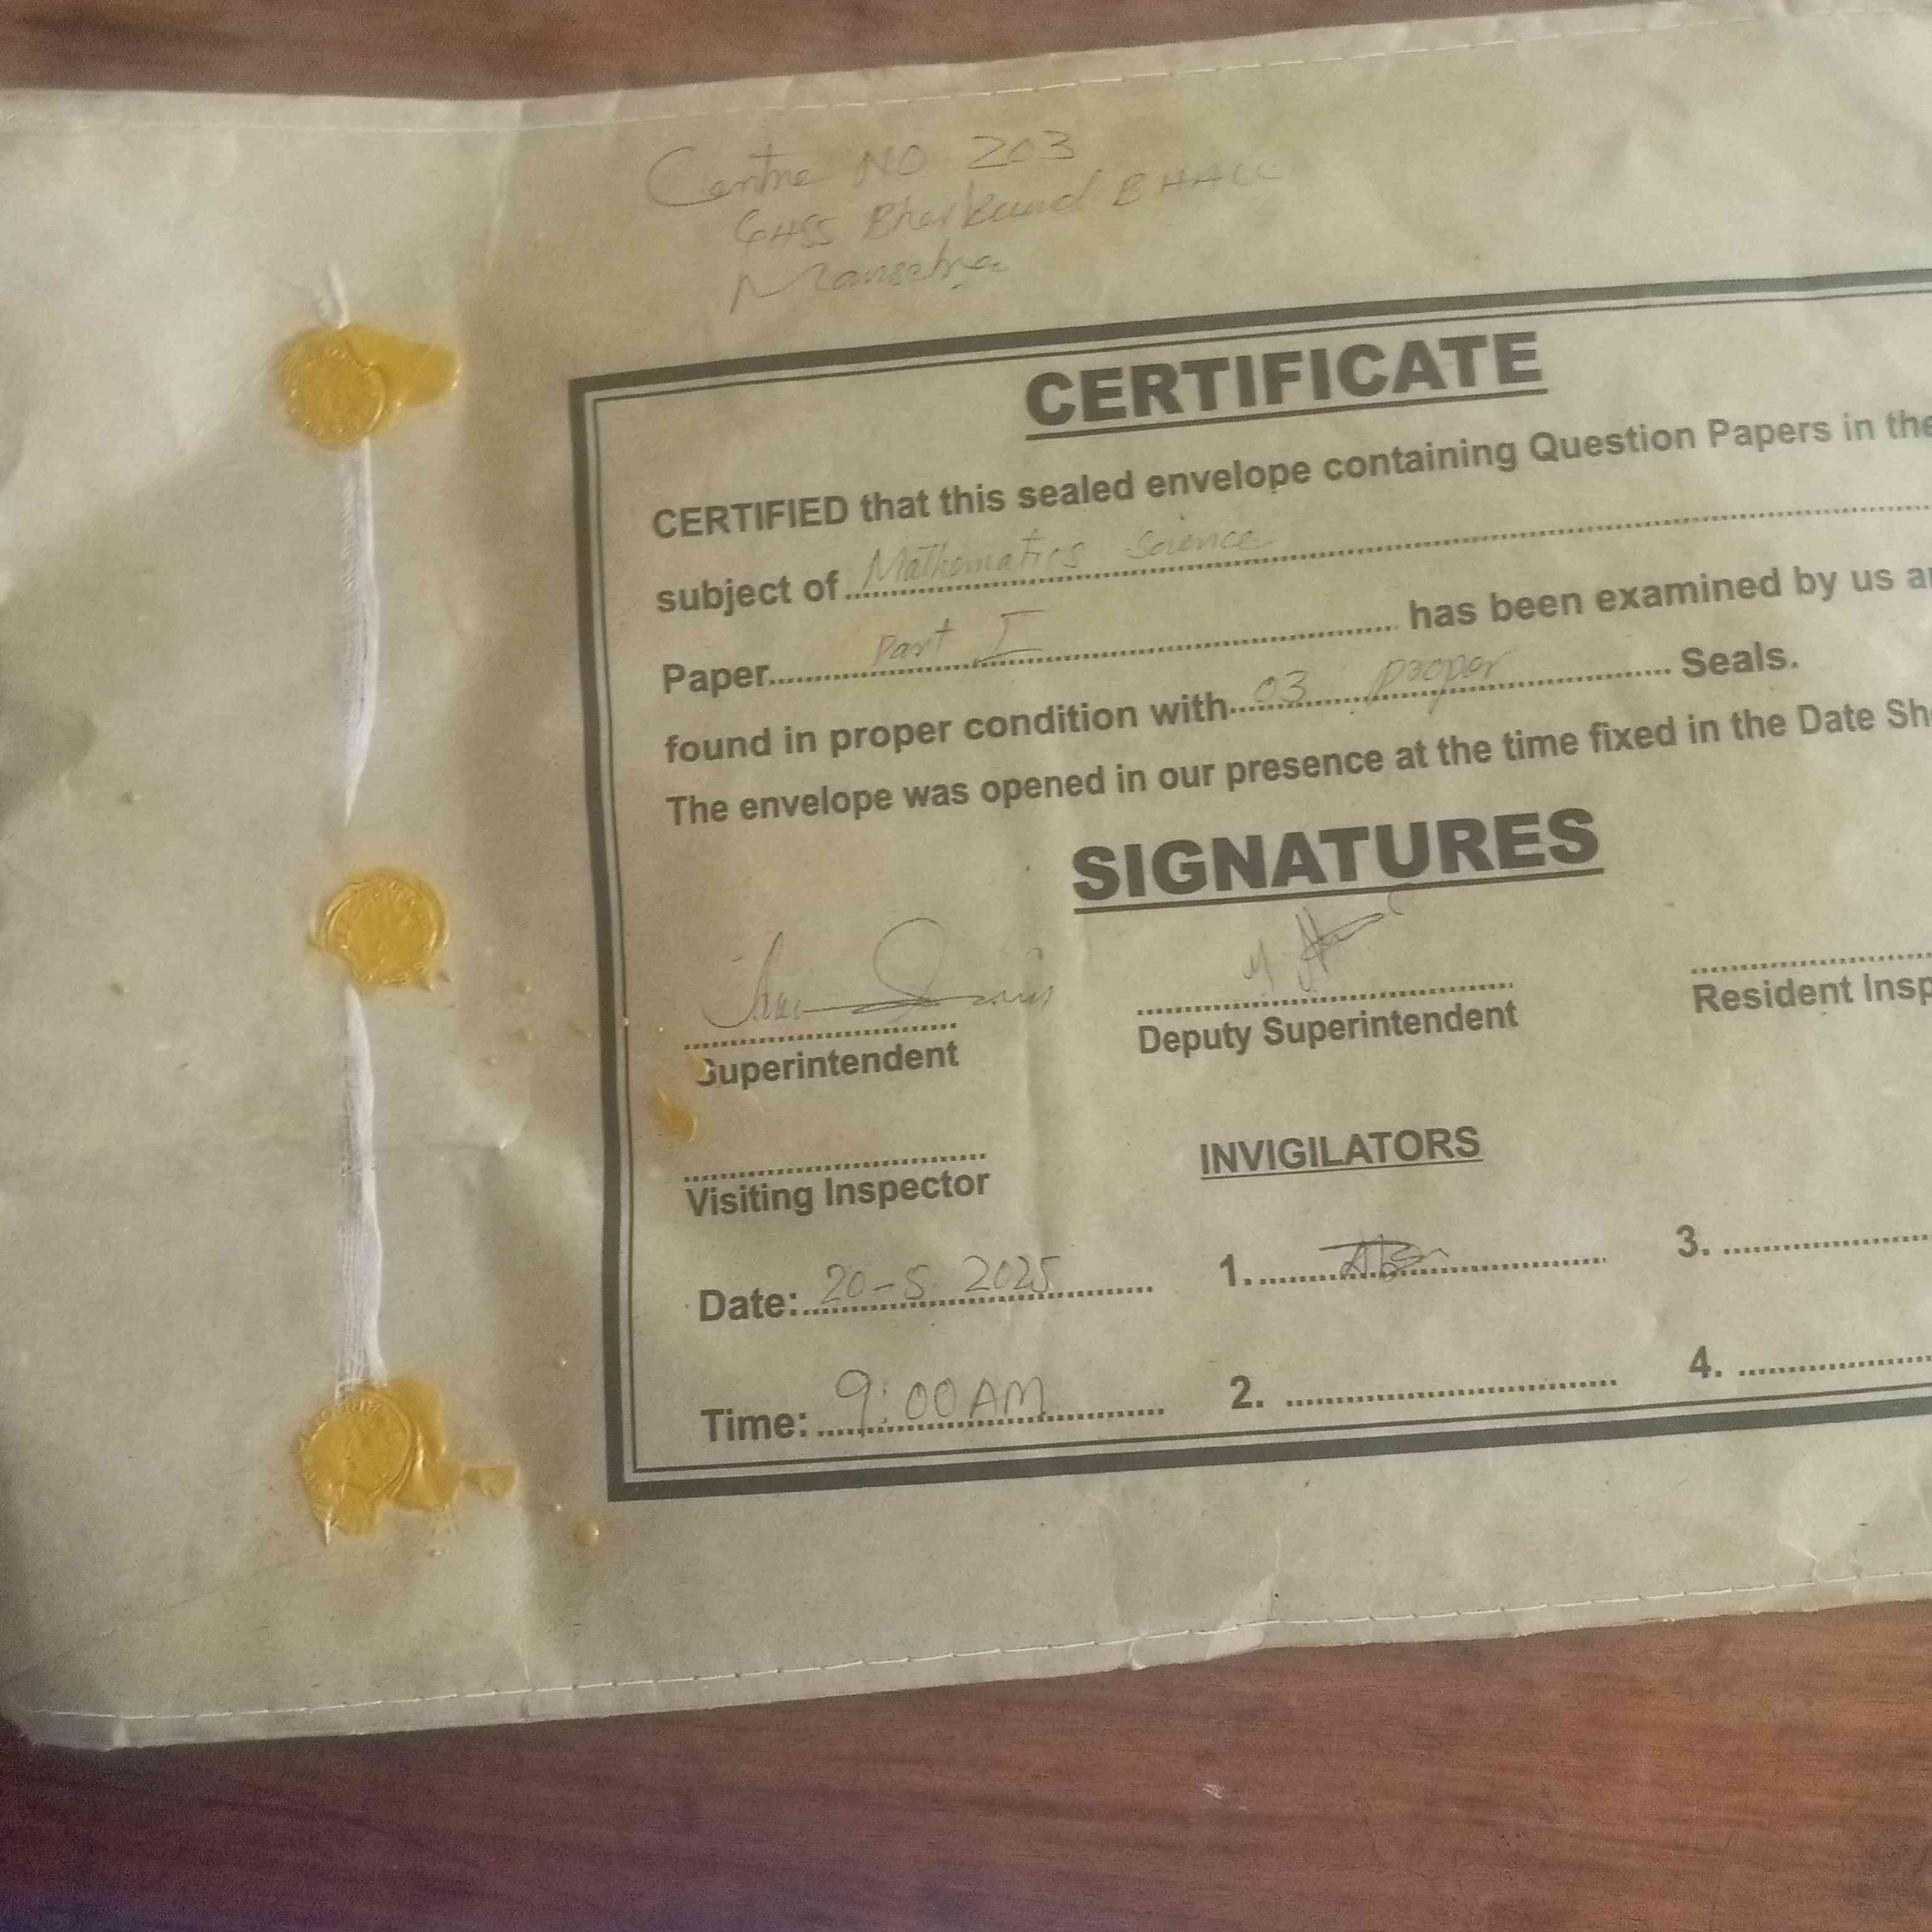 Centre NO 203
GHSS Bherkund BHALL
Mansehra
CERTIFICATE
CERTIFIED that this sealed envelope containing Question Papers in the
subject of Mathematics Science
Paper Part I has been examined by us
found in proper condition with 03 proper Seals.
The envelope was opened in our presence at the time fixed in the Date
SIGNATURES
Superintendent
Deputy Superintendent
Resident
Visiting Inspector
INVIGILATORS
Date: 20-5-2025
1.
3.
Time: 9:00 AM
2.
4.